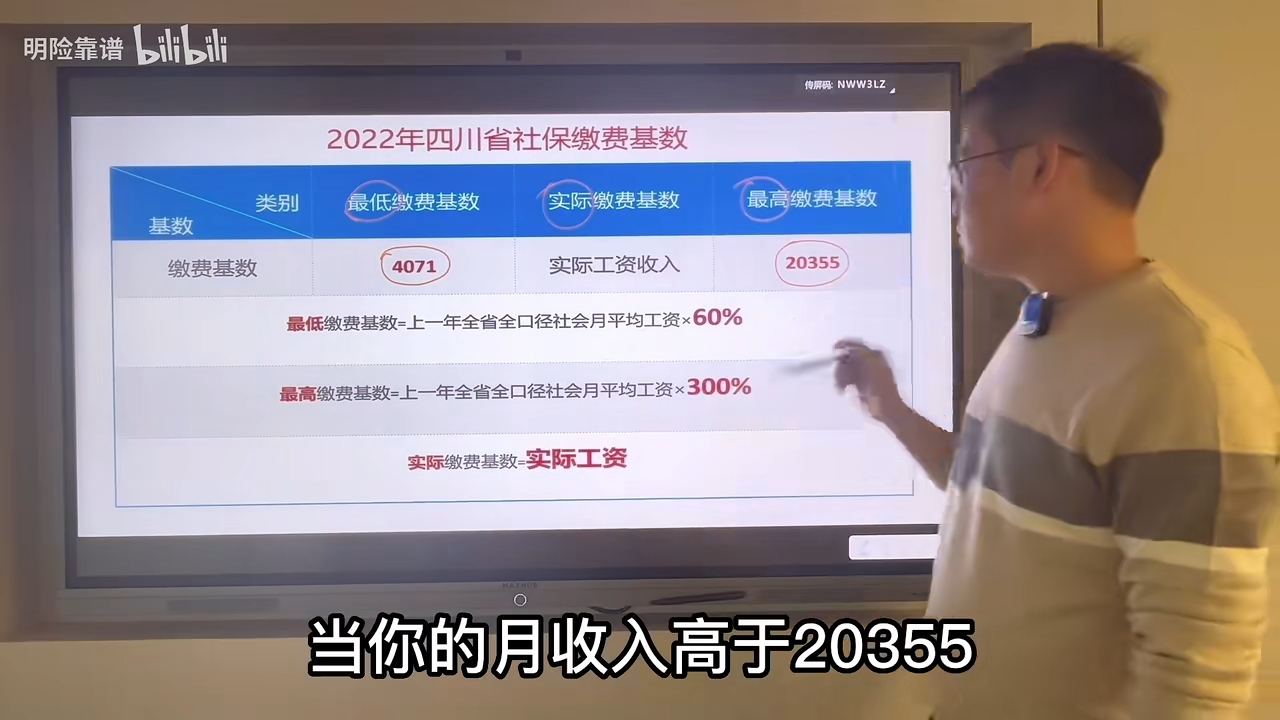 明险靠谱 bilibili
传屏码: NWW3LZ
2022年四川省社保缴费基数
类别
基数
最低缴费基数
实际缴费基数
最高缴费基数
缴费基数
4071
实际工资收入
20355
最低缴费基数=上一年全省全口径社会月平均工资×60%
最高缴费基数=上一年全省全口径社会月平均工资×300%
实际缴费基数=实际工资
当你的月收入高于20355